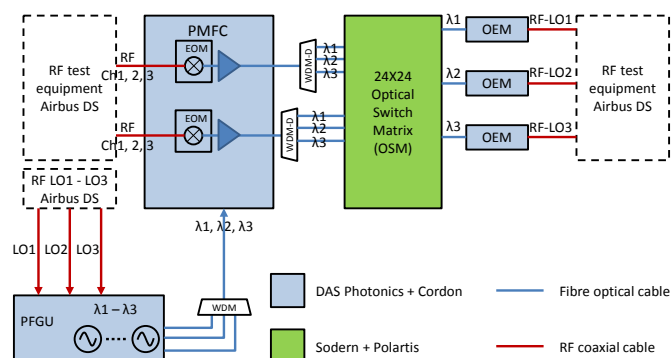 PMFC
RF test
equipment
Airbus DS
RF
Ch1, 2, 3
EOM
WDM-D
λ1
λ2
λ3
RF
Ch1, 2, 3
EOM
WDM-D
λ1
λ2
λ3
24X24
Optical
Switch
Matrix
(OSM)
λ1
OEM
RF-LO1
λ2
OEM
RF-LO2
λ3
OEM
RF-LO3
RF test
equipment
Airbus DS
RF LO1 - LO3
Airbus DS
LO1
LO2
LO3
λ1, λ2, λ3
WDM
PFGU
λ1 – λ3
DAS Photonics + Cordon
Fibre optical cable
Sodern + Polartis
RF coaxial cable